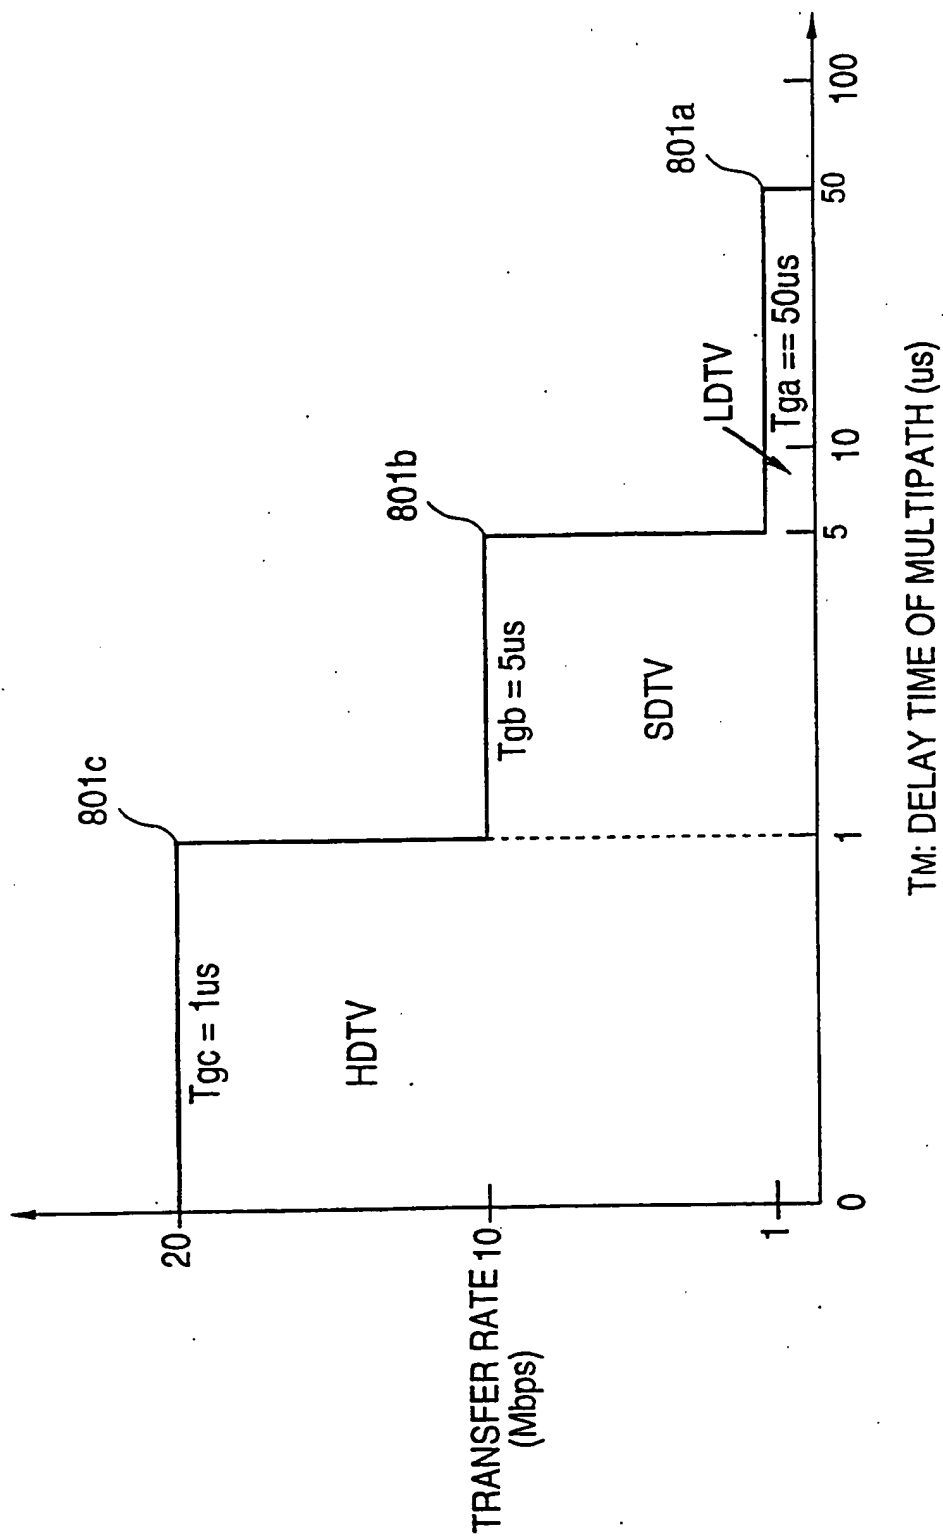 801c
20
Tgc = 1us
HDTV
801b
TRANSFER RATE 10
(Mbps)
Tgb = 5us
SDTV
801a
LDTV
1
Tga == 50us
0
1
5
10
50
100
TM: DELAY TIME OF MULTIPATH (us)